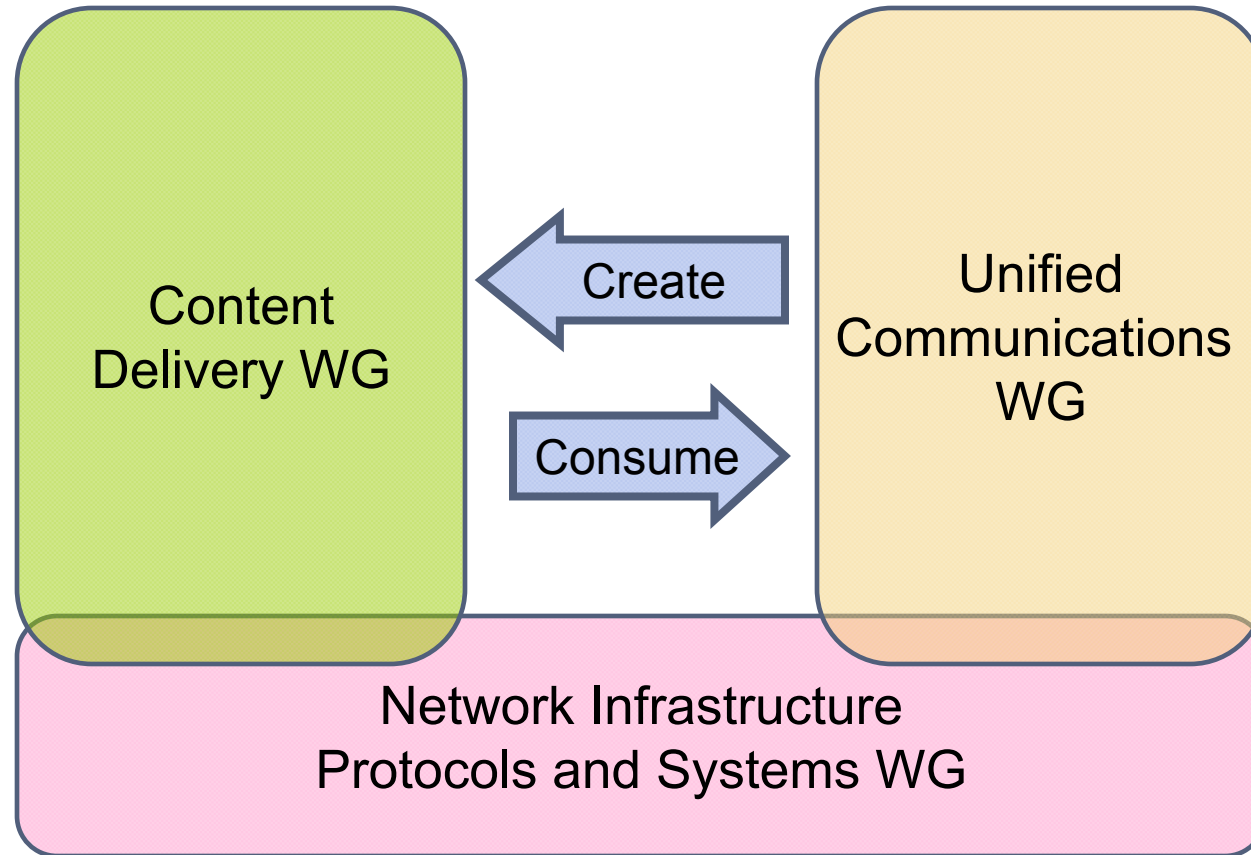 Content
Delivery WG
Create
Consume
Unified
Communications
WG
Network Infrastructure
Protocols and Systems WG